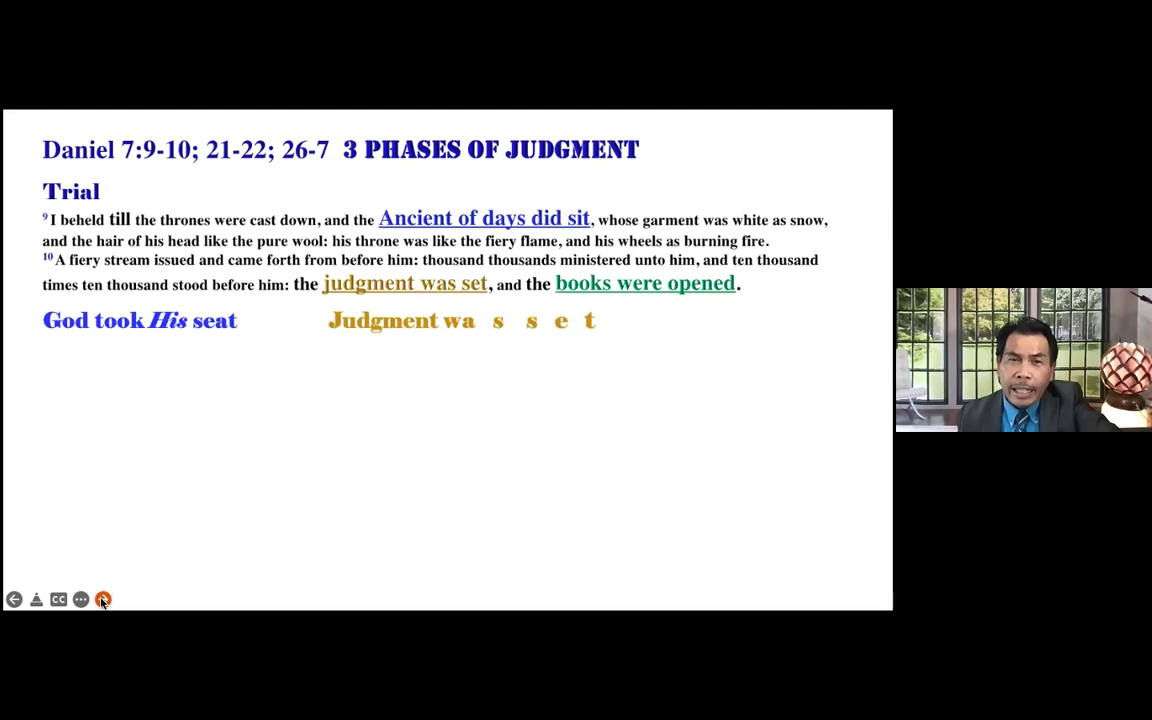 Daniel 7:9-10; 21-22; 26-7 3 PHASES OF JUDGMENT
Trial
9 I beheld till the thrones were cast down, and the Ancient of days did sit, whose garment was white as snow,
and the hair of his head like the pure wool: his throne was like the fiery flame, and his wheels as burning fire.
10 A fiery stream issued and came forth from before him: thousand thousands ministered unto him, and ten thousand
times ten thousand stood before him: the judgment was set, and the books were opened.
God took His seat Judgment wa s s e t
CC